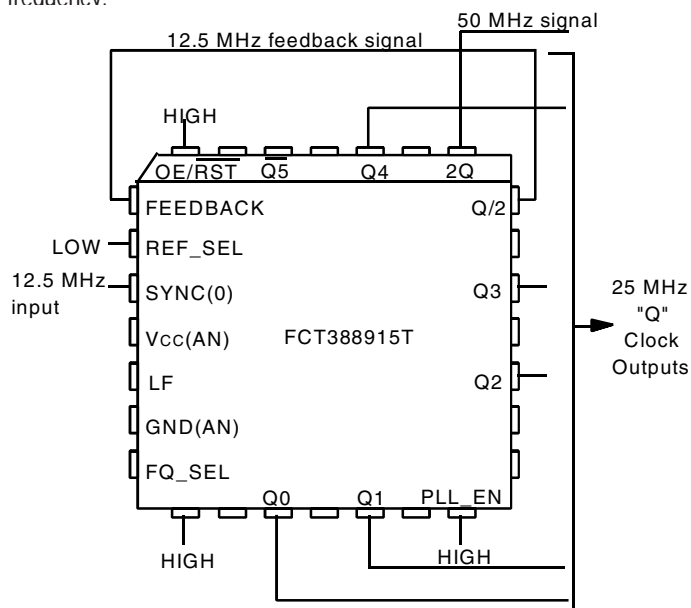 frequency.
50 MHz signal
12.5 MHz feedback signal
HIGH
OE/RST Q5 Q4 2Q
FEEDBACK Q/2
LOW REF_SEL
12.5 MHz
input
SYNC(0) Q3
25 MHz
"Q"
Clock
Outputs
VCC(AN) FCT388915T
LF Q2
GND(AN)
FQ_SEL
Q0 Q1 PLL_EN
HIGH HIGH